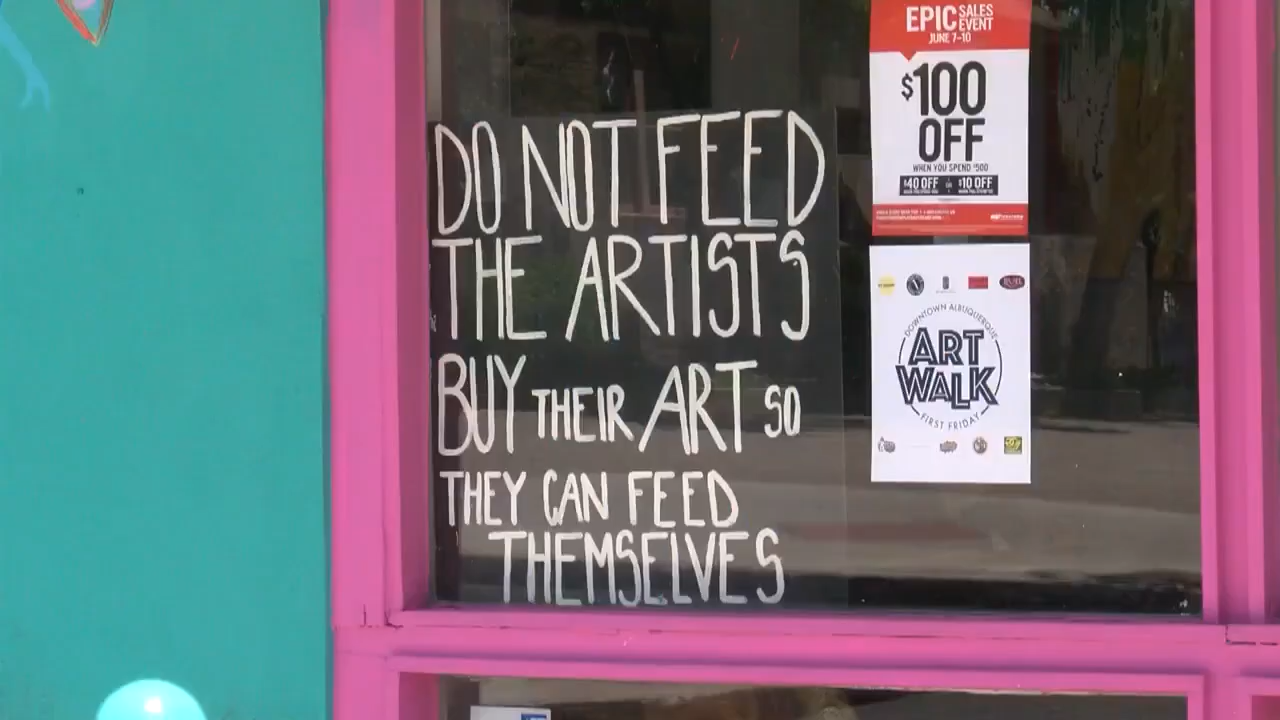 DO NOT FEED
THE ARTISTS
BUY THEIR ART SO
THEY CAN FEED
THEMSELVES
EPIC SALES
EVENT
JUNE 7-10
$100
OFF
WHEN YOU SPEND $500
$40 OFF OR $10 OFF
DOWNTOWN ALBUQUERQUE
ART
WALK
FIRST FRIDAY